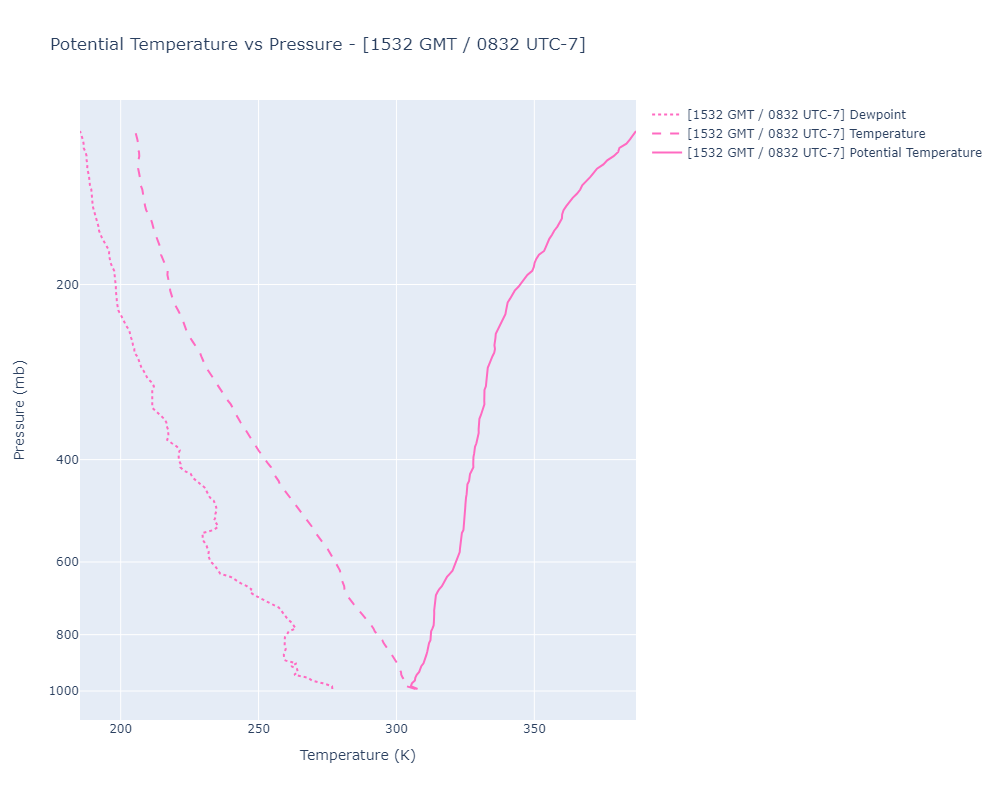 Potential Temperature vs Pressure - [1532 GMT / 0832 UTC-7]
[1532 GMT / 0832 UTC-7] Dewpoint
[1532 GMT / 0832 UTC-7] Temperature
[1532 GMT / 0832 UTC-7] Potential Temperature
Pressure (mb)
200
400
600
800
1000
200
250
300
350
Temperature (K)